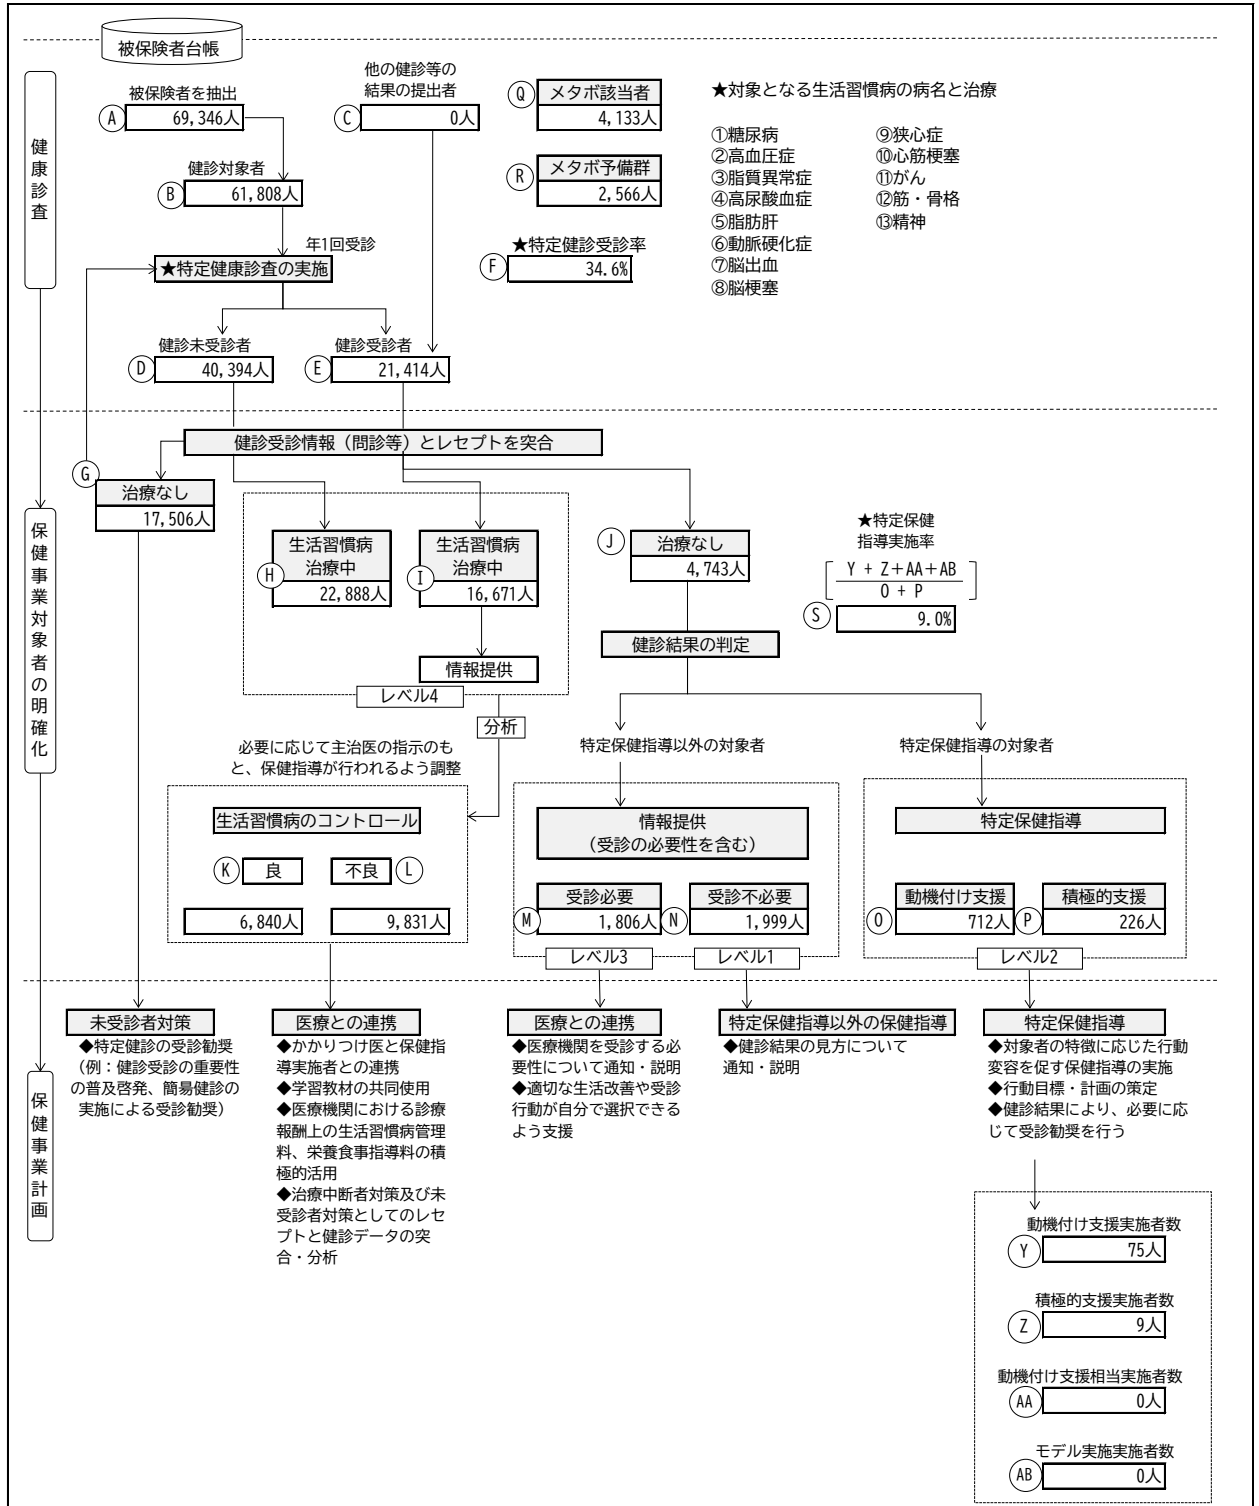 被保険者台帳
健康診査
被保険者を抽出
A
69,346人
他の健診等の
結果の提出者
C
0人
健診対象者
B
61,808人
年1回受診
★特定健康診査の実施
健診未受診者
D
40,394人
健診受診者
E
21,414人
Q
メタボ該当者
4,133人
R
メタボ予備群
2,566人
★特定健診受診率
F
34.6%
★対象となる生活習慣病の病名と治療
①糖尿病
②高血圧症
③脂質異常症
④高尿酸血症
⑤脂肪肝
⑥動脈硬化症
⑦脳出血
⑧脳梗塞
⑨狭心症
⑩心筋梗塞
⑪がん
⑫筋・骨格
⑬精神
保健事業対象者の明確化
健診受診情報（問診等）とレセプトを突合
G
治療なし
17,506人
生活習慣病
治療中
H
22,888人
生活習慣病
治療中
I
16,671人
情報提供
レベル4
分析
J
治療なし
4,743人
健診結果の判定
★特定保健
指導実施率
Y + Z+AA+AB
O + P
S
9.0%
必要に応じて主治医の指示のも
と、保健指導が行われるよう調整
生活習慣病のコントロール
K
良
不良
L
6,840人
9,831人
特定保健指導以外の対象者
情報提供
（受診の必要性を含む）
受診必要
M
1,806人
受診不必要
N
1,999人
レベル3
レベル1
特定保健指導の対象者
特定保健指導
動機付け支援
O
712人
積極的支援
P
226人
レベル2
保健事業計画
未受診者対策
◆特定健診の受診勧奨
（例：健診受診の重要性
の普及啓発、簡易健診の
実施による受診勧奨）
医療との連携
◆かかりつけ医と保健指
導実施者との連携
◆学習教材の共同使用
◆医療機関における診療
報酬上の生活習慣病管理
料、栄養食事指導料の積
極的活用
◆治療中断者対策及び未
受診者対策としてのレセ
プトと健診データの突
合・分析
医療との連携
◆医療機関を受診する必
要性について通知・説明
◆適切な生活改善や受診
行動が自分で選択できる
よう支援
特定保健指導以外の保健指導
◆健診結果の見方について
通知・説明
特定保健指導
◆対象者の特徴に応じた行動
変容を促す保健指導の実施
◆行動目標・計画の策定
◆健診結果により、必要に応
じて受診勧奨を行う
動機付け支援実施者数
Y
75人
積極的支援実施者数
Z
9人
動機付け支援相当実施者数
AA
0人
モデル実施実施者数
AB
0人